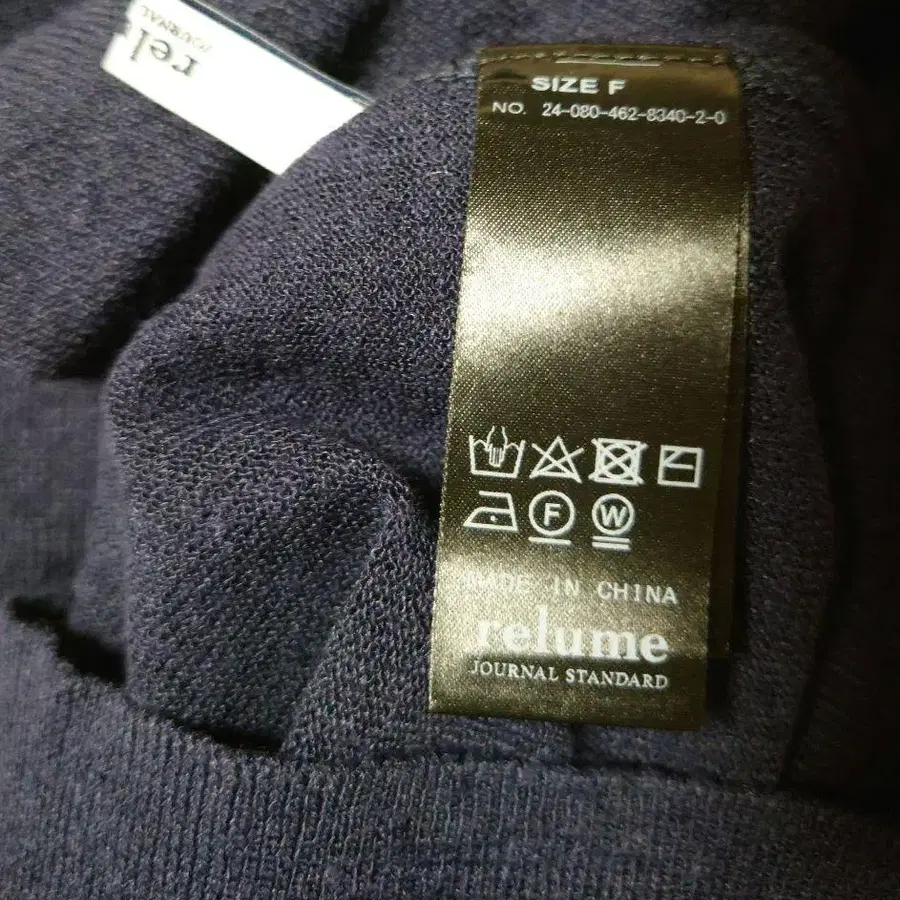 rel
JOURNAL
SIZE F
NO. 24-080-462-8340-2-0
F W
MADE IN CHINA
relume
JOURNAL STANDARD